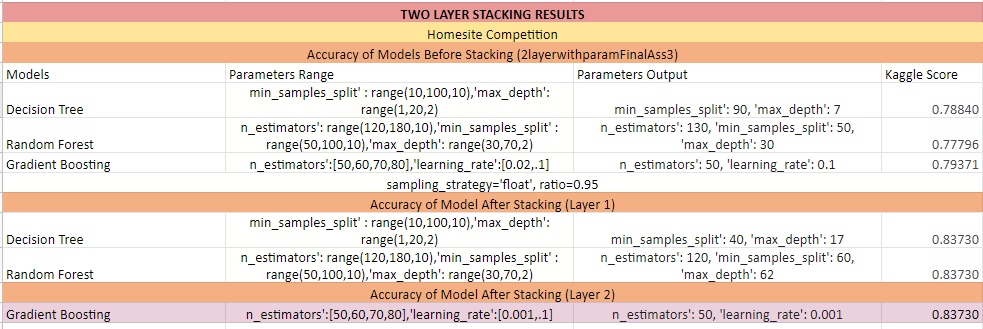 TWO LAYER STACKING RESULTS
Homesite Competition
Accuracy of Models Before Stacking (2layerwithparamFinalAss3)
Models Parameters Range Parameters Output Kaggle Score
min_samples_split' : range(10,100,10),'max_depth':
Decision Tree range(1,20,2) min_samples_split': 90, 'max_depth': 7 0.78840
n_estimators': range(120,180,10),'min_samples_split' : n_estimators': 130, 'min_samples_split': 50,
Random Forest range(50,100,10),'max_depth': range(30,70,2) 'max_depth': 30 0.77796
Gradient Boosting n_estimators':[50,60,70,80],'learning_rate':[0.02,.1] n_estimators': 50, 'learning_rate': 0.1 0.79371
sampling_strategy='float', ratio=0.95
Accuracy of Model After Stacking (Layer 1)
min_samples_split' : range(10,100,10),'max_depth':
Decision Tree range(1,20,2) min_samples_split': 40, 'max_depth': 17 0.83730
n_estimators': range(120,180,10),'min_samples_split' : n_estimators': 120, 'min_samples_split': 60,
Random Forest range(50,100,10),'max_depth': range(30,70,2) 'max_depth': 62 0.83730
Accuracy of Model After Stacking (Layer 2)
Gradient Boosting n_estimators':[50,60,70,80],'learning_rate':[0.001,.1] n_estimators': 50, 'learning_rate': 0.001 0.83730